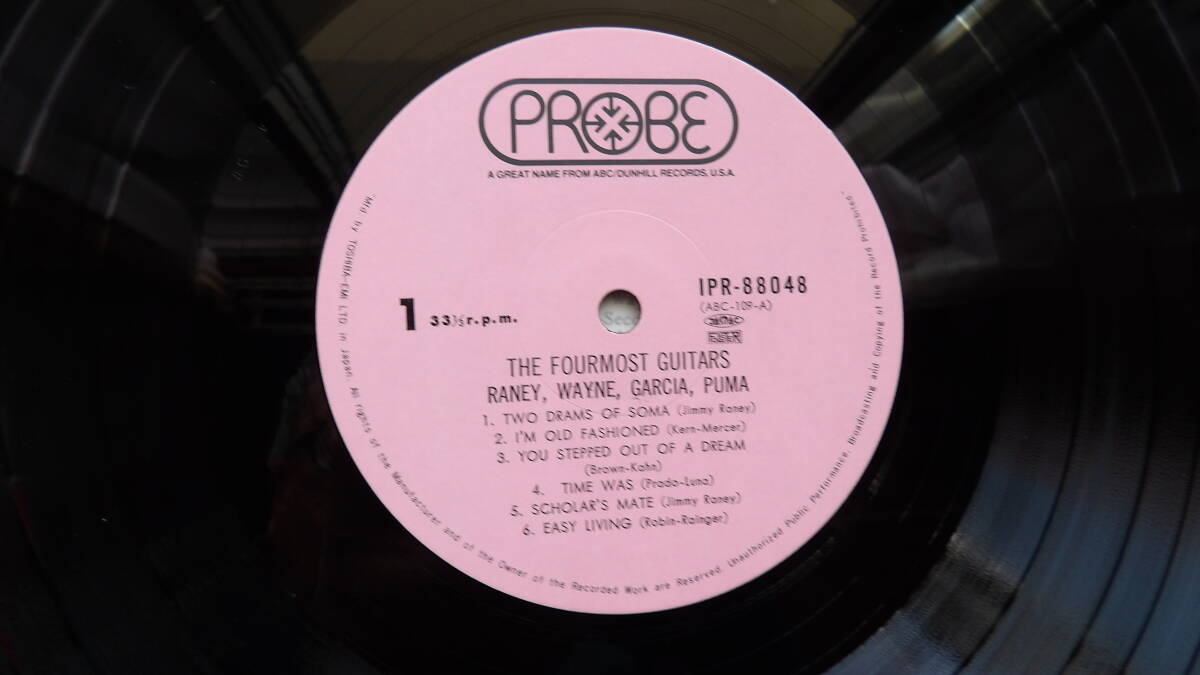 PROBE
A GREAT NAME FROM ABC/DUNHILL RECORDS, U.S.A.
IPR-88048
(ABC-109-A)
1 33⅓ r.p.m.
THE FOURMOST GUITARS
RANEY, WAYNE, GARCIA, PUMA
1. TWO DRAMS OF SOMA (Jimmy Raney)
2. I'M OLD FASHIONED (Kern-Mercer)
3. YOU STEPPED OUT OF A DREAM
(Brown-Kahn)
4. TIME WAS (Prado-Luna)
5. SCHOLAR'S MATE (Jimmy Raney)
6. EASY LIVING (Robin-Rainger)
Mfd by TOSHIBA-EMI LTD in Japan. All rights of the Manufacturer and of the Owner of the Recorded Work are Reserved. Unauthorized Public Performance, Broadcasting and Copying of the Record Prohibited.